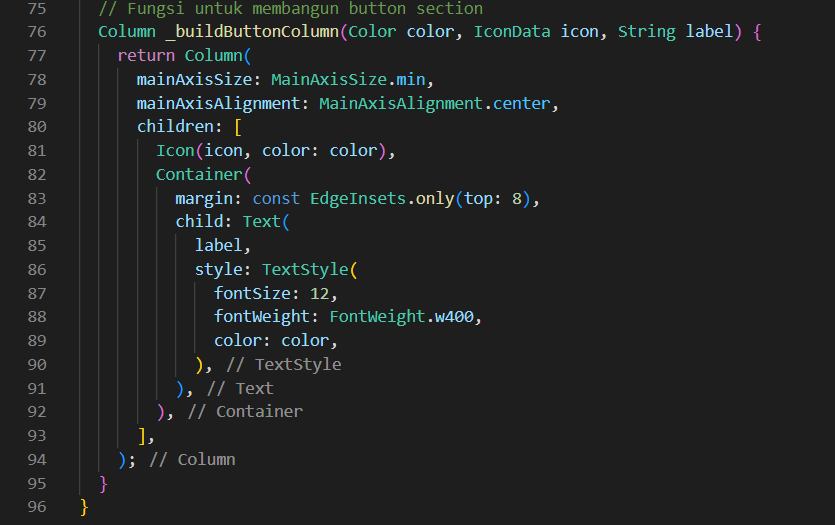 75 // Fungsi untuk membangun button section
76 Column _buildButtonColumn(Color color, IconData icon, String label) {
77 return Column(
78 mainAxisSize: MainAxisSize.min,
79 mainAxisAlignment: MainAxisAlignment.center,
80 children: [
81 Icon(icon, color: color),
82 Container(
83 margin: const EdgeInsets.only(top: 8),
84 child: Text(
85 label,
86 style: TextStyle(
87 fontSize: 12,
88 fontWeight: FontWeight.w400,
89 color: color,
90 ), // TextStyle
91 ), // Text
92 ), // Container
93 ],
94 ); // Column
95 }
96 }